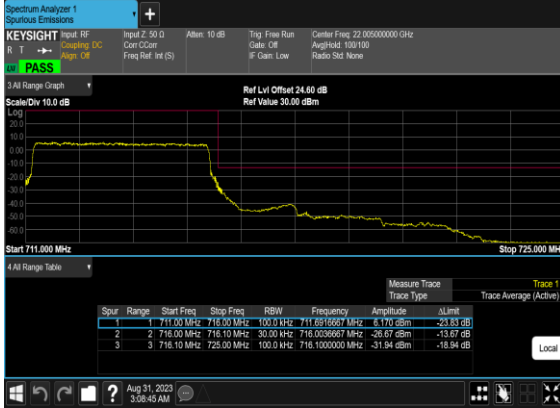 Spectrum Analyzer 1
Spurious Emissions
+
KEYSIGHT Input: RF Input Z: 50 Ω Atten: 10 dB Trig: Free Run Center Freq: 22.005000000 GHz
R T Coupling: DC Corr CCorr Gate: Off Avg|Hold: 100/100
Align: Off Freq Ref: Int (S) IF Gain: Low Radio Std: None
LXI PASS
3.All Range Graph
Ref Lvl Offset 24.60 dB
Scale/Div 10.0 dB Ref Value 30.00 dBm
Log
20.0
10.0
0.00
-10.0
-20.0
-30.0
-40.0
-50.0
-60.0
Start 711.000 MHz Stop 725.000 MH
4.All Range Table
Measure Trace Trace 1
Trace Type Trace Average (Active)
Spur Range Start Freq Stop Freq RBW Frequency Amplitude ΔLimit
1 1 711.00 MHz 716.00 MHz 100.0 kHz 711.6916667 MHz 6.170 dBm -23.83 dB
2 2 716.00 MHz 716.10 MHz 30.00 kHz 716.0036667 MHz -26.67 dBm -13.67 dB
3 3 716.10 MHz 725.00 MHz 100.0 kHz 716.1000000 MHz -31.94 dBm -18.94 dB
Local
? Aug 31, 2023
3:08:45 AM